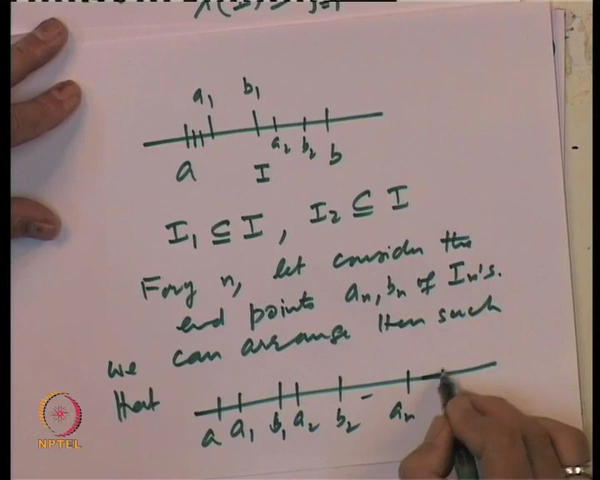 λ(I) ≥ j=1
a₁ b₁
a I a₂ b₂ b
I₁ ⊆ I, I₂ ⊆ I
For n, let consider the
end points aₙ, bₙ of Iₙ's.
we can arrange them such
that
a a₁ b₁ a₂ b₂ - aₙ
NPTEL